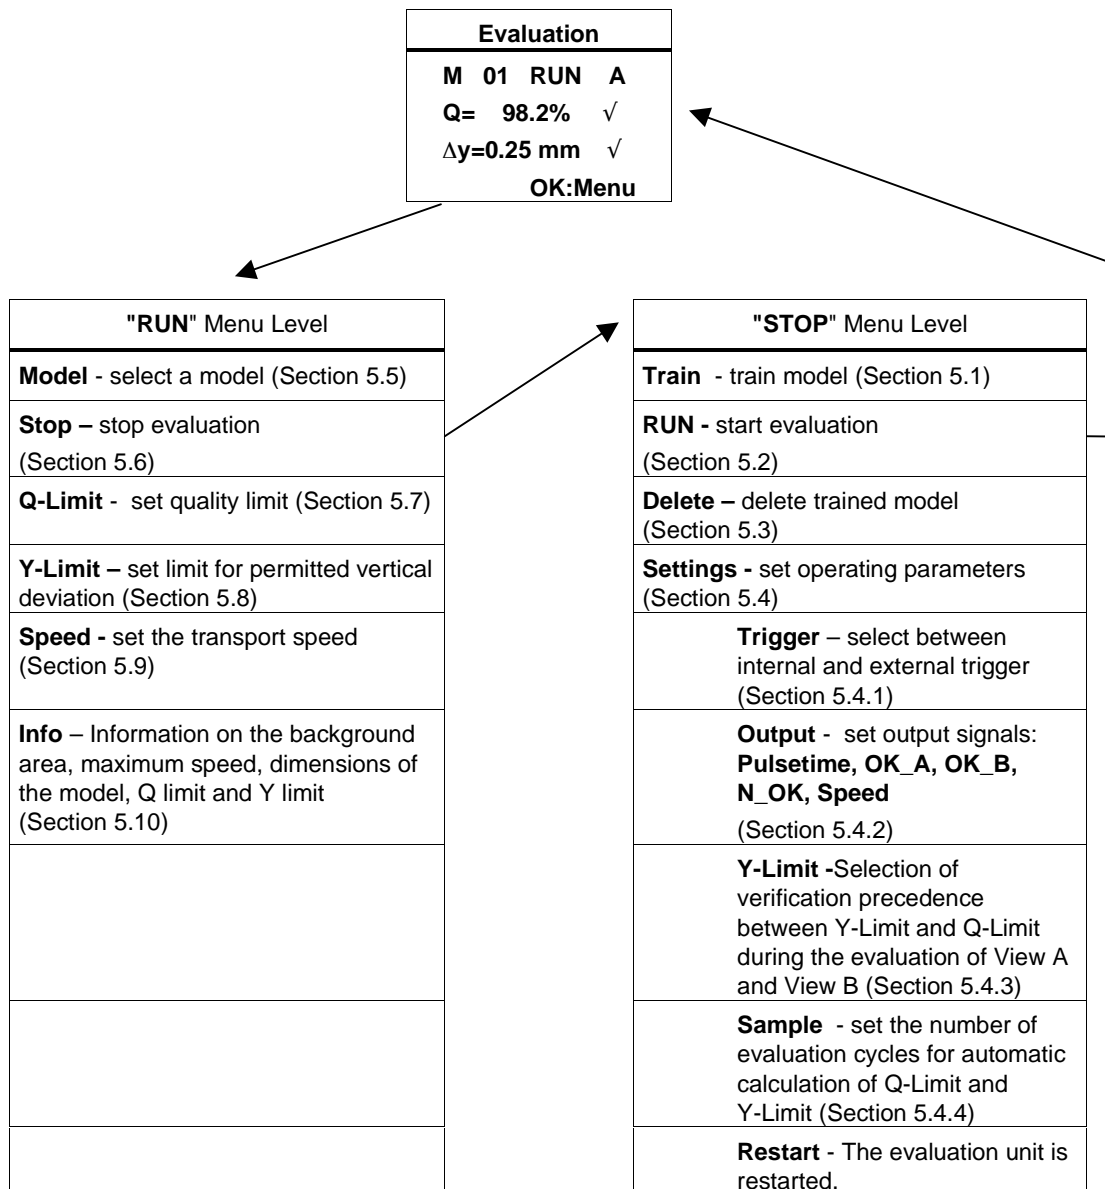 Evaluation
M 01 RUN A
Q= 98.2% √
Δy=0.25 mm √
OK:Menu
"RUN" Menu Level
Model - select a model (Section 5.5)
Stop – stop evaluation
(Section 5.6)
Q-Limit - set quality limit (Section 5.7)
Y-Limit – set limit for permitted vertical
deviation (Section 5.8)
Speed - set the transport speed
(Section 5.9)
Info – Information on the background
area, maximum speed, dimensions of
the model, Q limit and Y limit
(Section 5.10)
"STOP" Menu Level
Train - train model (Section 5.1)
RUN - start evaluation
(Section 5.2)
Delete – delete trained model
(Section 5.3)
Settings - set operating parameters
(Section 5.4)
Trigger – select between
internal and external trigger
(Section 5.4.1)
Output - set output signals:
Pulsetime, OK_A, OK_B,
N_OK, Speed
(Section 5.4.2)
Y-Limit -Selection of
verification precedence
between Y-Limit and Q-Limit
during the evaluation of View A
and View B (Section 5.4.3)
Sample - set the number of
evaluation cycles for automatic
calculation of Q-Limit and
Y-Limit (Section 5.4.4)
Restart - The evaluation unit is
restarted.